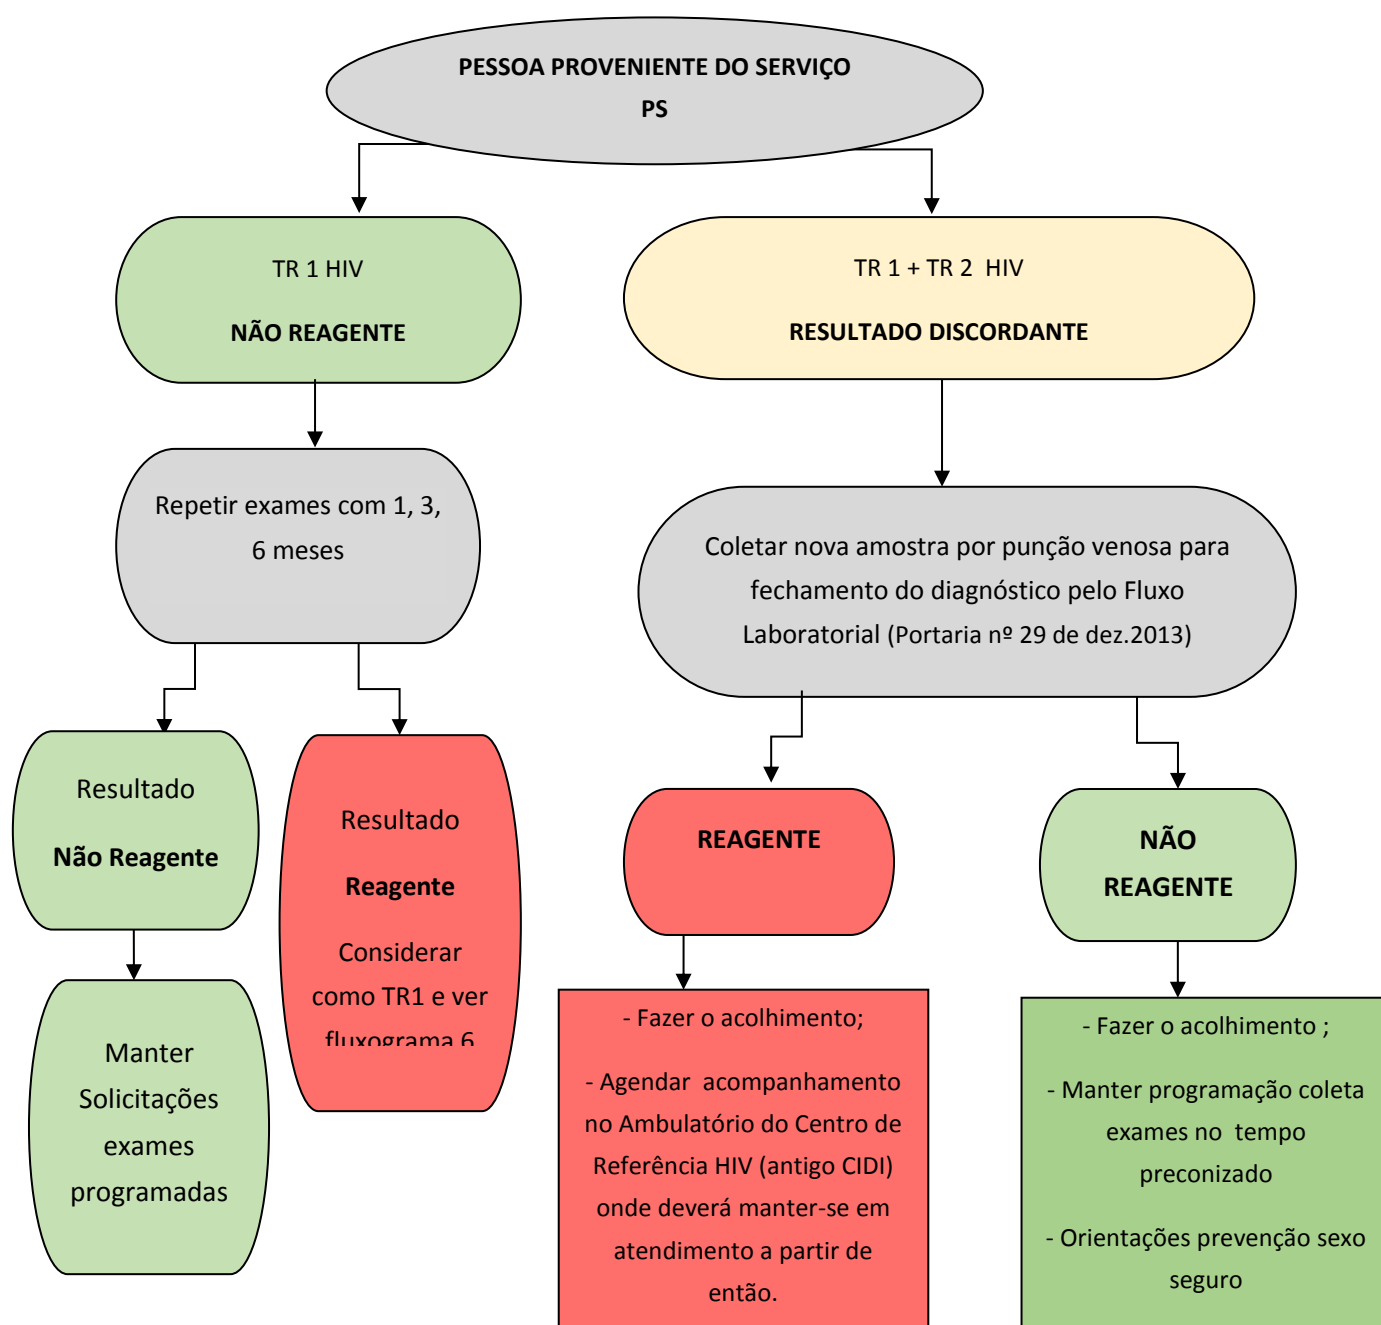 PESSOA PROVENIENTE DO SERVIÇO
PS
TR 1 HIV
NÃO REAGENTE
TR 1 + TR 2 HIV
RESULTADO DISCORDANTE
Repetir exames com 1, 3,
6 meses
Coletar nova amostra por punção venosa para
fechamento do diagnóstico pelo Fluxo
Laboratorial (Portaria nº 29 de dez.2013)
Resultado
Não Reagente
Resultado
Reagente
Considerar
como TR1 e ver
fluxograma 6
REAGENTE
NÃO
REAGENTE
Manter
Solicitações
exames
programadas
- Fazer o acolhimento;
- Agendar acompanhamento
no Ambulatório do Centro de
Referência HIV (antigo CIDI)
onde deverá manter-se em
atendimento a partir de
então.
- Fazer o acolhimento ;
- Manter programação coleta
exames no tempo
preconizado
- Orientações prevenção sexo
seguro